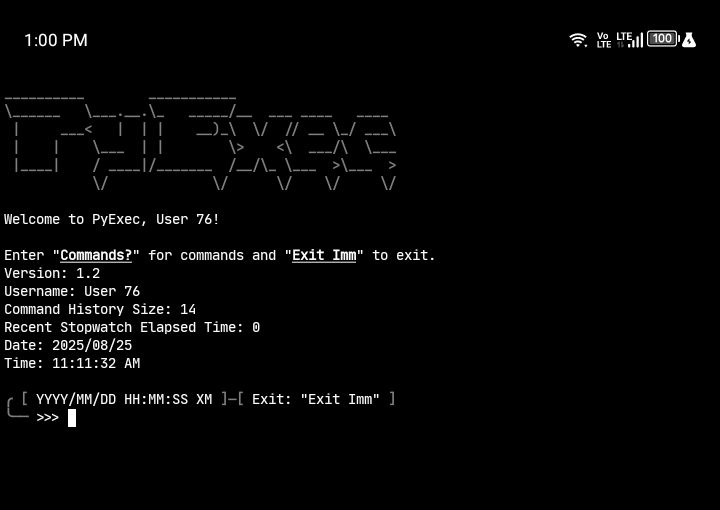 1:00 PM
Vo LTE LTE 100
PyExec
Welcome to PyExec, User 76!
Enter "Commands?" for commands and "Exit Imm" to exit.
Version: 1.2
Username: User 76
Command History Size: 14
Recent Stopwatch Elapsed Time: 0
Date: 2025/08/25
Time: 11:11:32 AM
[ YYYY/MM/DD HH:MM:SS XM ]─[ Exit: "Exit Imm" ]
>>>